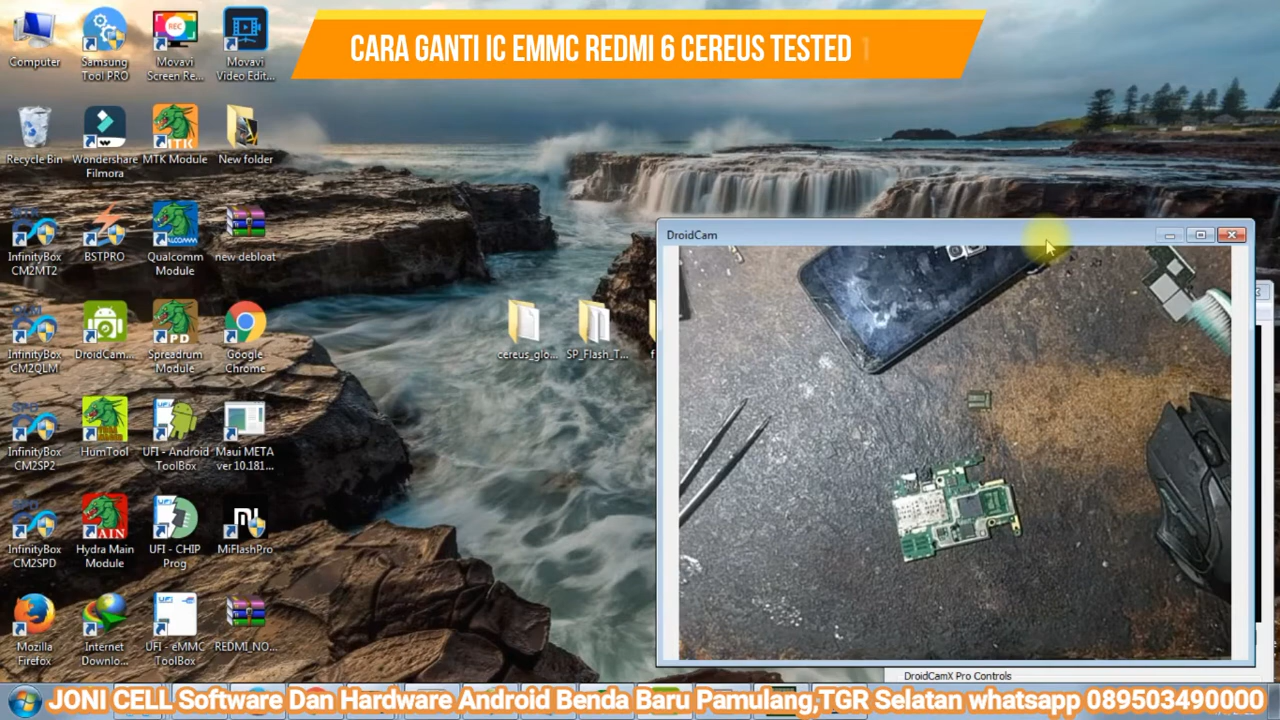 CARA GANTI IC EMMC REDMI 6 CEREUS TESTED
Computer
Samsung Tool PRO
Movavi Screen Re...
Movavi Video Edit...
Recycle Bin
Wondershare Filmora
MTK Module
New folder
InfinityBox CM2MT2
BSTPRO
Qualcomm Module
new debloat
InfinityBox CM2QLM
DroidCam...
Spreadrum Module
Google Chrome
cereus_glo...
SP_Flash_T...
InfinityBox CM2SP2
HumTool
UFI - Android ToolBox
Maui META ver 10.181...
InfinityBox CM2SPD
Hydra Main Module
UFI - CHIP Prog
MiFlashPro
Mozilla Firefox
Internet Downlo...
UFI - eMMC ToolBox
REDMI_NO...
DroidCam
DroidCamX Pro Controls
JONI CELL Software Dan Hardware Android Benda Baru Pamulang,TGR Selatan whatsapp 089503490000